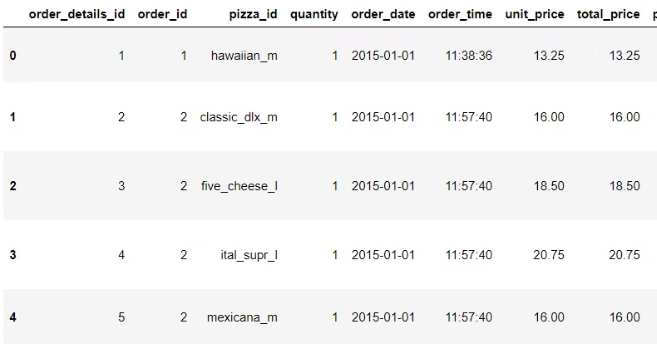 order_details_id order_id pizza_id quantity order_date order_time unit_price total_price p
0 1 1 hawaiian_m 1 2015-01-01 11:38:36 13.25 13.25
1 2 2 classic_dlx_m 1 2015-01-01 11:57:40 16.00 16.00
2 3 2 five_cheese_l 1 2015-01-01 11:57:40 18.50 18.50
3 4 2 ital_supr_l 1 2015-01-01 11:57:40 20.75 20.75
4 5 2 mexicana_m 1 2015-01-01 11:57:40 16.00 16.00